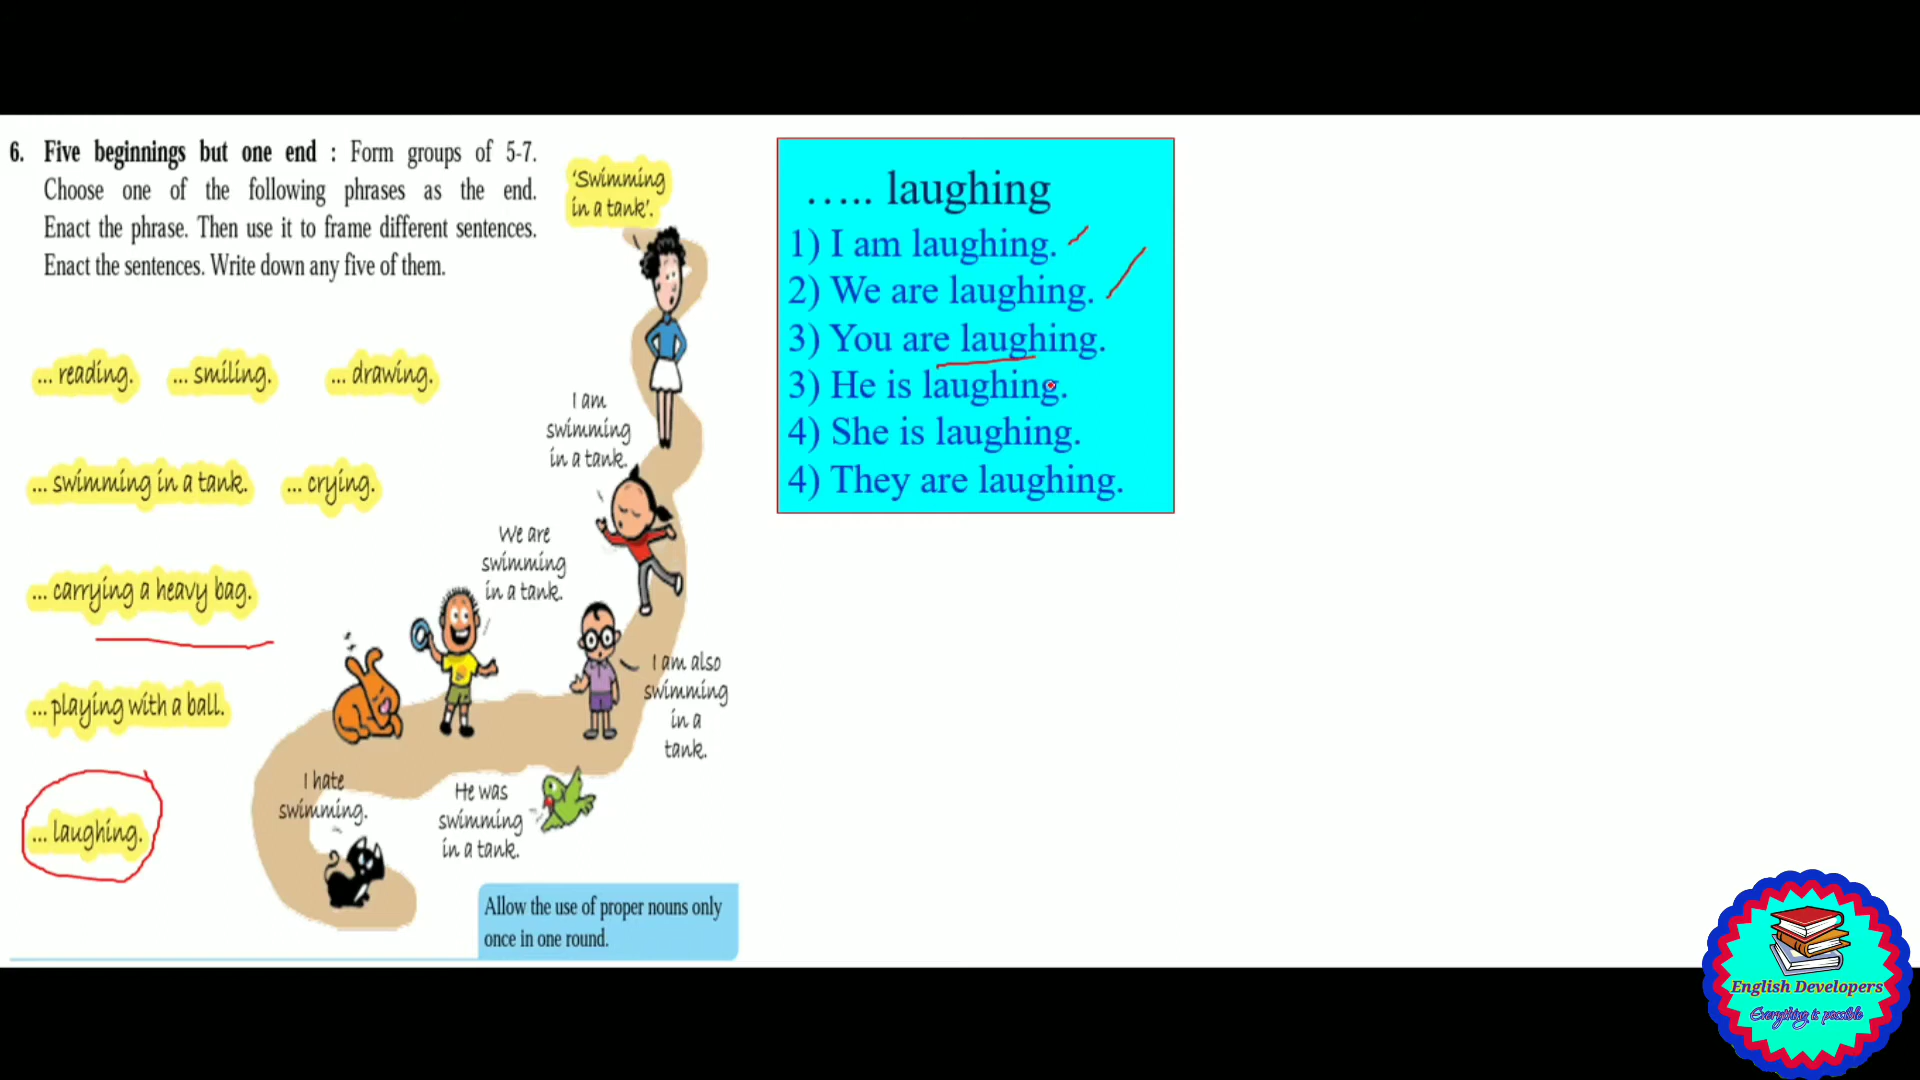 6. Five beginnings but one end : Form groups of 5-7.
Choose one of the following phrases as the end.
Enact the phrase. Then use it to frame different sentences.
Enact the sentences. Write down any five of them.
... reading.
... smiling.
... drawing.
... swimming in a tank.
... crying.
... carrying a heavy bag.
... playing with a ball.
... laughing.
'Swimming
in a tank'.
I am
swimming
in a tank.
We are
swimming
in a tank.
I am also
swimming
in a
tank.
He was
swimming
in a tank.
I hate
swimming.
Allow the use of proper nouns only
once in one round.
..... laughing
1) I am laughing.
2) We are laughing.
3) You are laughing.
3) He is laughing.
4) She is laughing.
4) They are laughing.
English Developers
Everything is possible